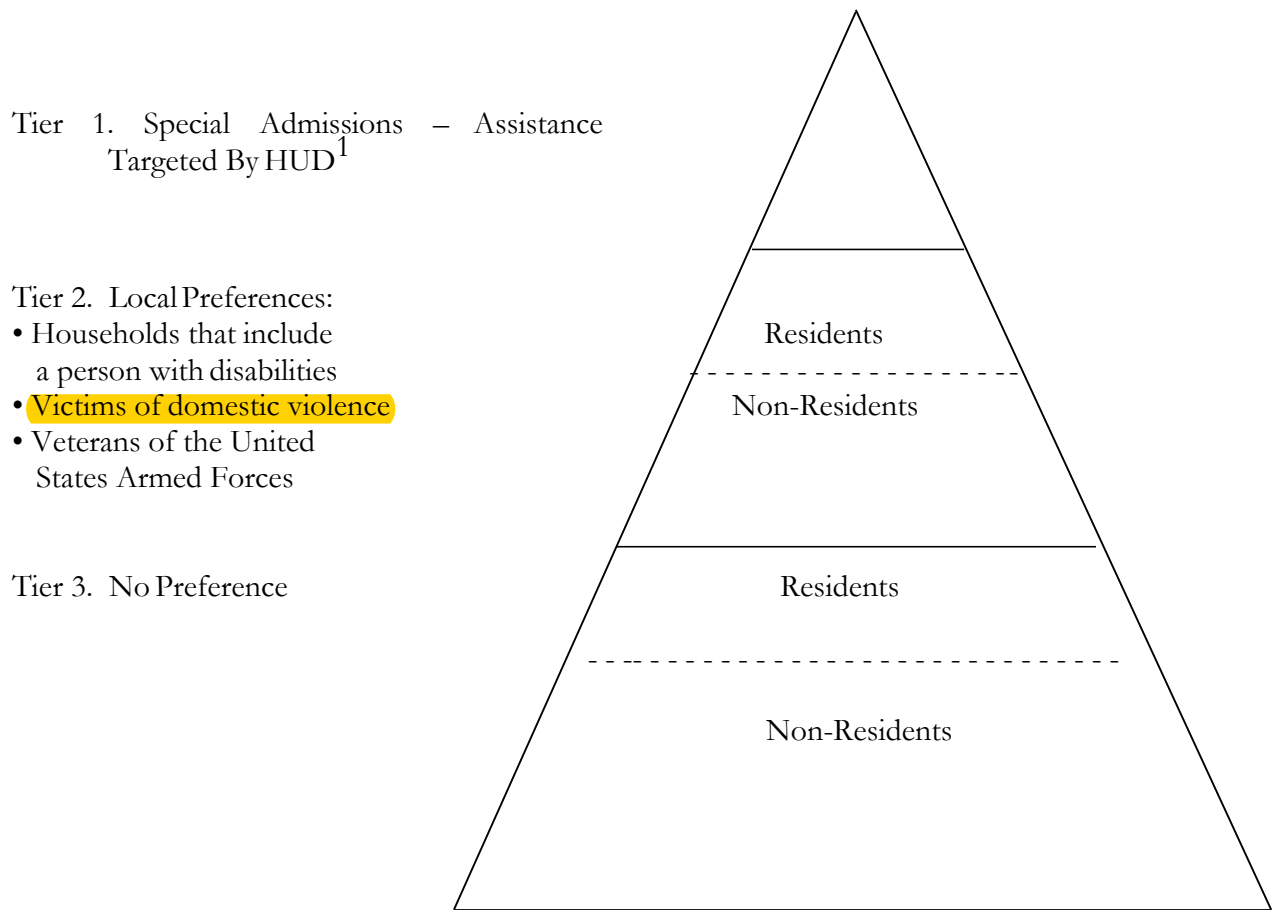 Tier 1. Special Admissions – Assistance
Targeted By HUD1
Tier 2. Local Preferences:
• Households that include
a person with disabilities
• Victims of domestic violence
• Veterans of the United
States Armed Forces
Residents
Non-Residents
Tier 3. No Preference
Residents
Non-Residents